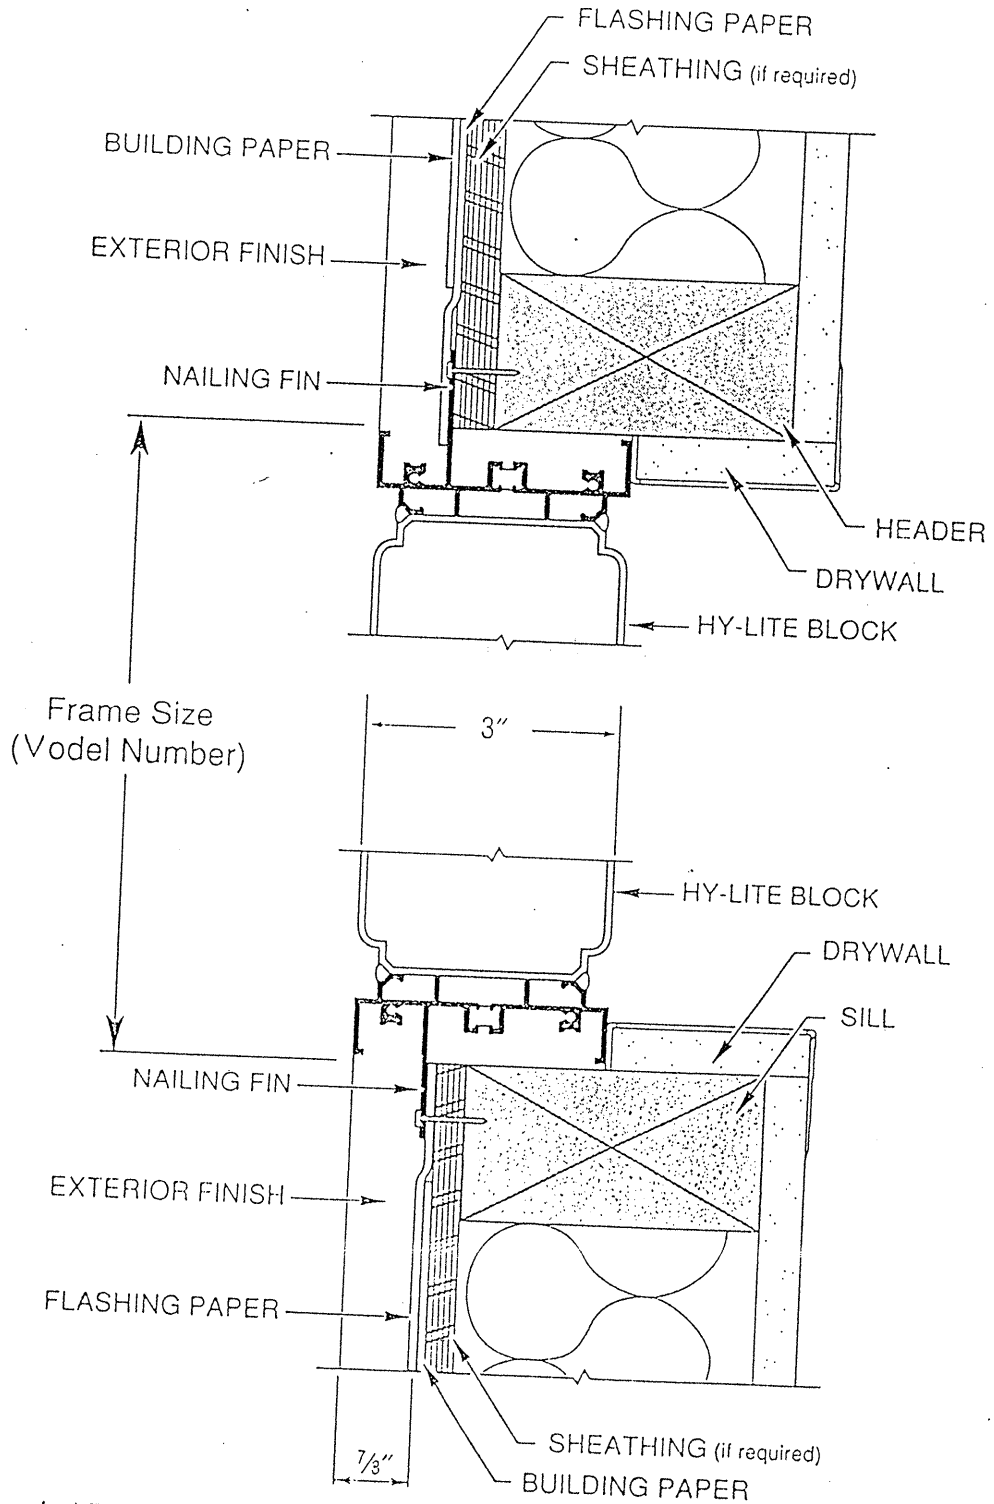 FLASHING PAPER
SHEATHING (if required)
BUILDING PAPER
EXTERIOR FINISH
NAILING FIN
HEADER
DRYWALL
HY-LITE BLOCK
Frame Size
(Vodel Number)
3"
HY-LITE BLOCK
DRYWALL
SILL
NAILING FIN
EXTERIOR FINISH
FLASHING PAPER
SHEATHING (if required)
7/3"
BUILDING PAPER